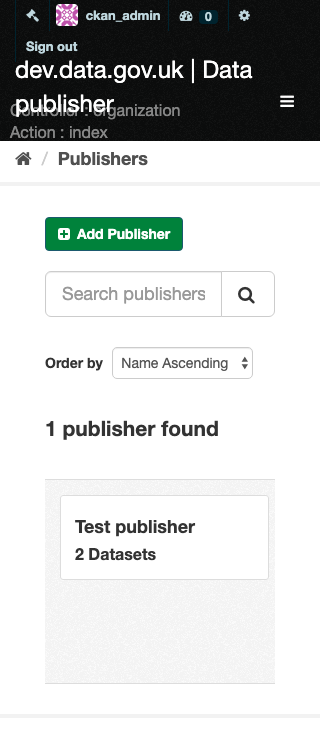 ckan_admin 0
Sign out
dev.data.gov.uk | Data
publisher
Controller : organization
Action : index
/ Publishers
Add Publisher
Search publishers
Order by Name Ascending
1 publisher found
Test publisher
2 Datasets